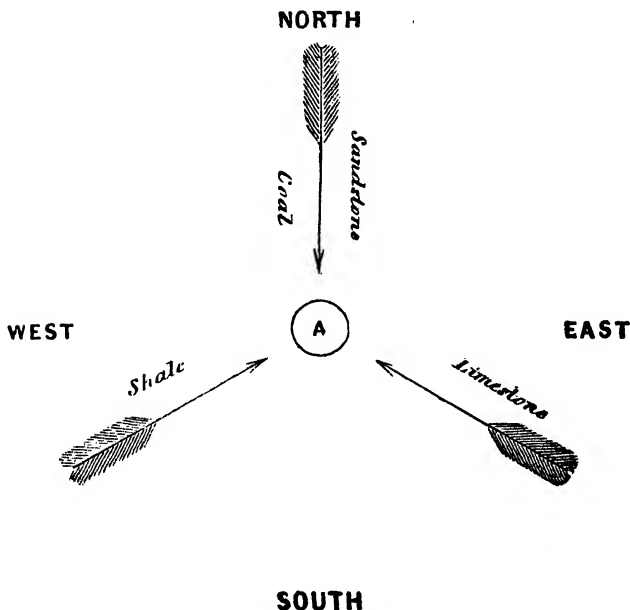 NORTH
Coal
Sandstone
WEST
A
EAST
Shale
Limestone
SOUTH